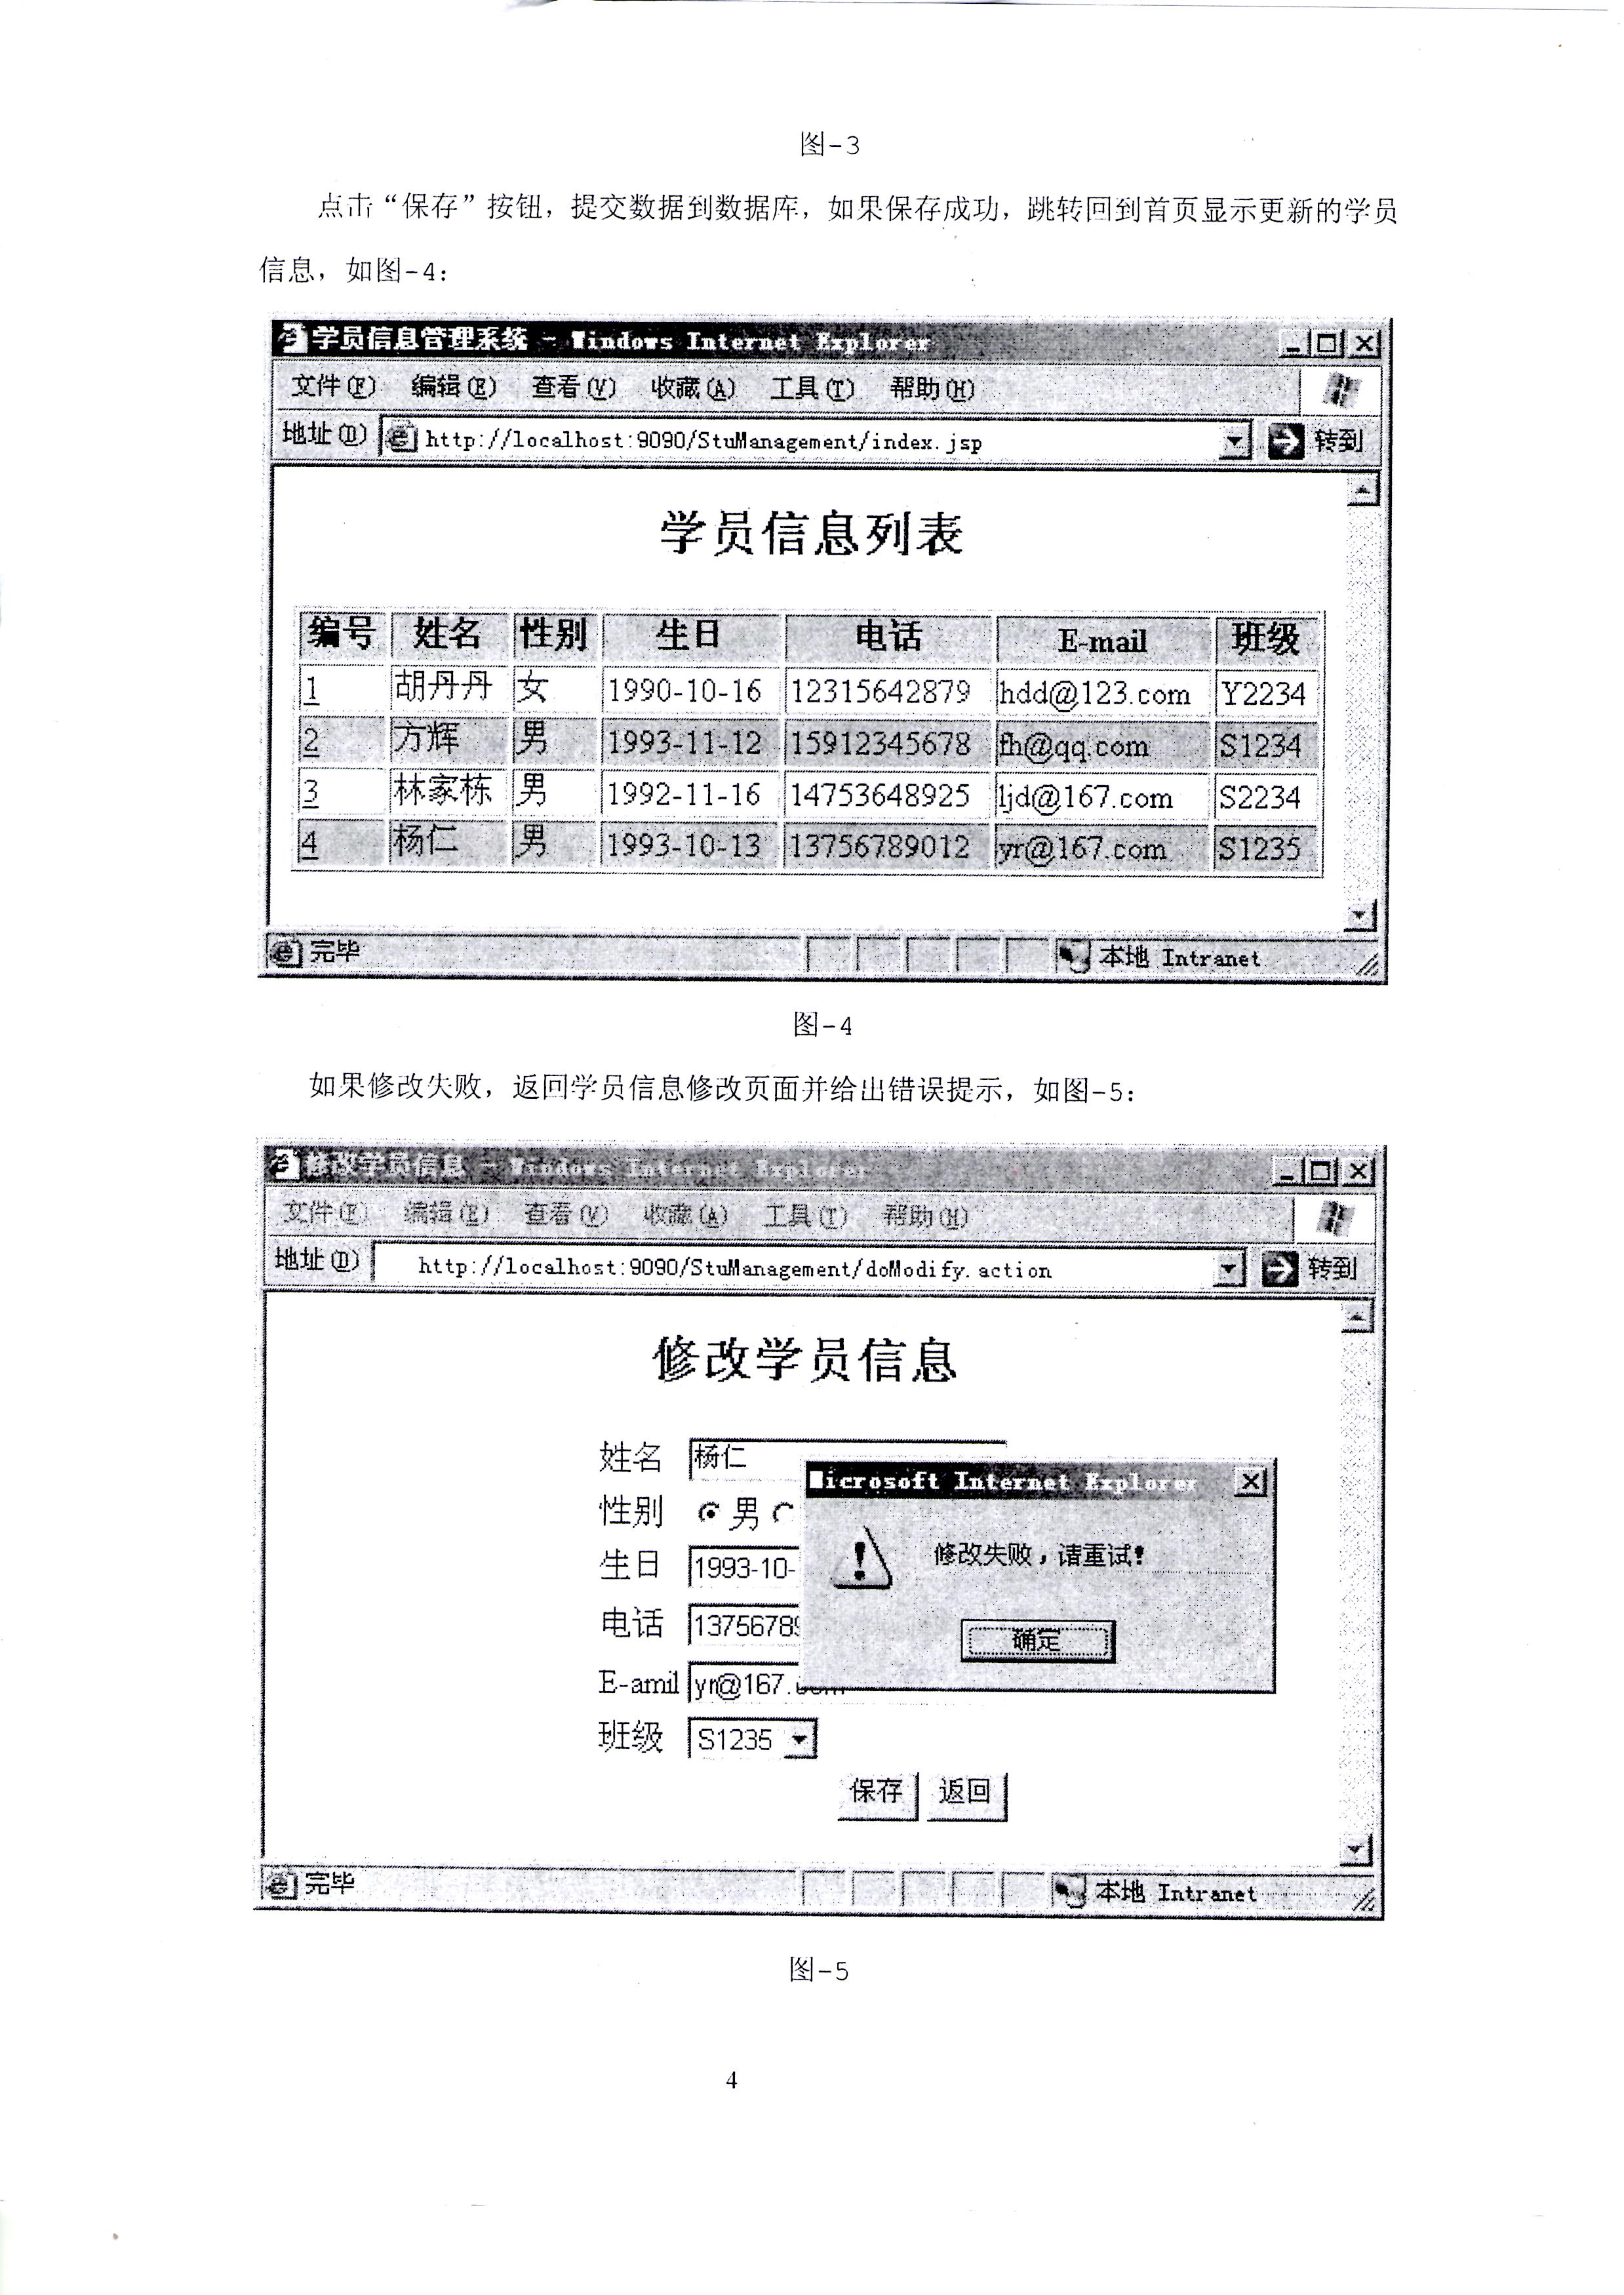 图-3
点击“保存”按钮，提交数据到数据库，如果保存成功，跳转回到首页显示更新的学员
信息，如图-4：
学员信息管理系统 - Windows Internet Explorer
文件(F) 编辑(E) 查看(V) 收藏(A) 工具(T) 帮助(H)
地址(D) http://localhost:9090/StuManagement/index.jsp 转到
学员信息列表
编号 姓名 性别 生日 电话 E-mail 班级
1 胡丹丹 女 1990-10-16 12315642879 hdd@123.com Y2234
2 方辉 男 1993-11-12 15912345678 fh@qq.com S1234
3 林家栋 男 1992-11-16 14753648925 ljd@167.com S2234
4 杨仁 男 1993-10-13 13756789012 yr@167.com S1235
完毕 本地 Intranet
图-4
如果修改失败，返回学员信息修改页面并给出错误提示，如图-5：
修改学员信息 - Windows Internet Explorer
文件(F) 编辑(E) 查看(V) 收藏(A) 工具(T) 帮助(H)
地址(D) http://localhost:9090/StuManagement/doModify.action 转到
修改学员信息
姓名 杨仁
Microsoft Internet Explorer
性别 男
修改失败，请重试！
生日 1993-10-
电话 1375678
确定
E-amil yr@167.com
班级 S1235
保存 返回
完毕 本地 Intranet
图-5
4